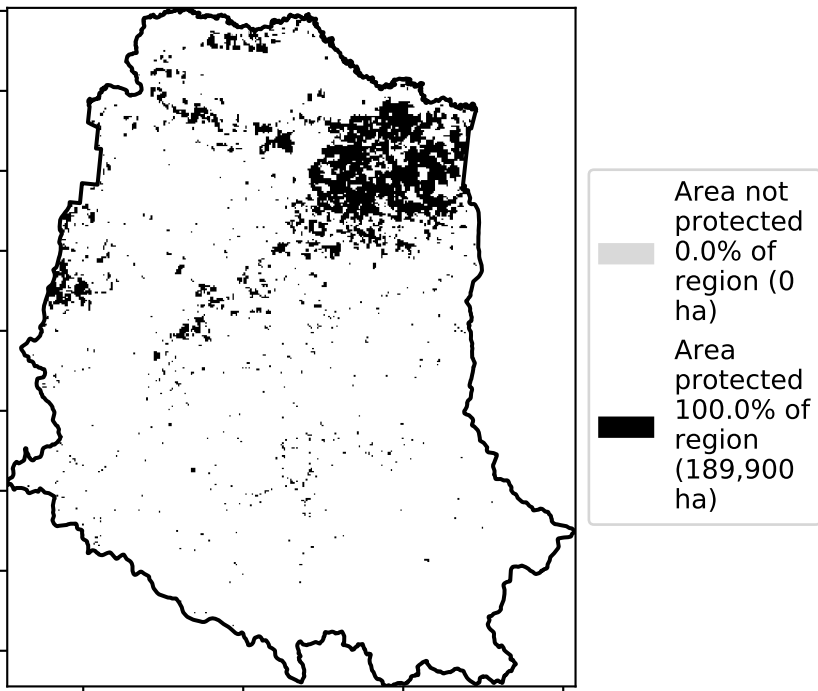 Area not
protected
0.0% of
region (0
ha)
Area
protected
100.0% of
region
(189,900
ha)